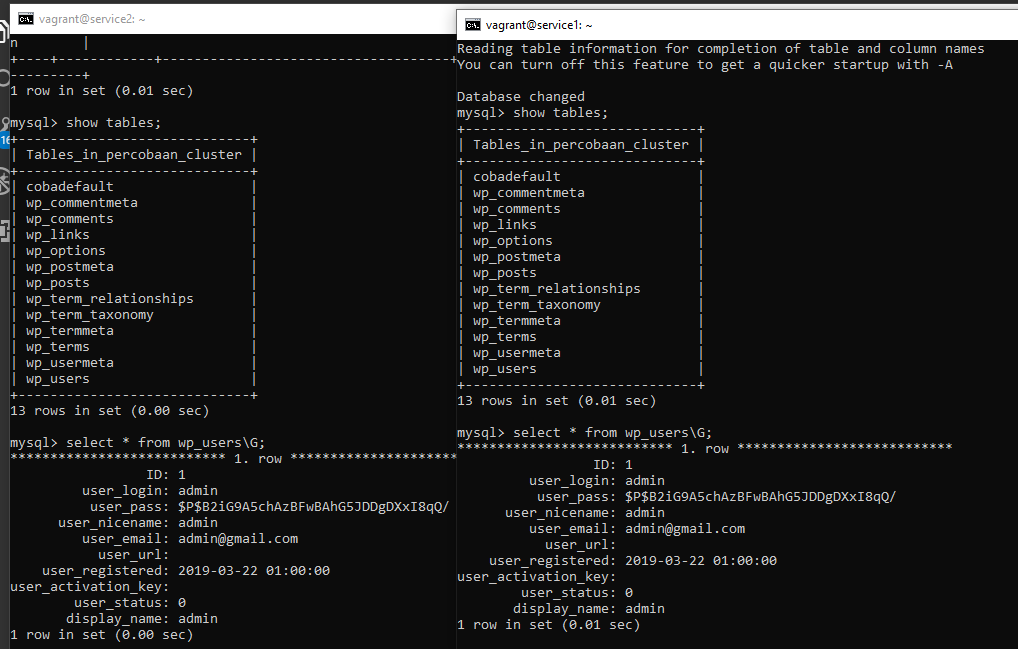 vagrant@service2: ~
n         |
+----+------------+-------------------------------------+
---------+
1 row in set (0.01 sec)
mysql> show tables;
+------------------------------+
| Tables_in_percobaan_cluster |
+------------------------------+
| cobadefault |
| wp_commentmeta |
| wp_comments |
| wp_links |
| wp_options |
| wp_postmeta |
| wp_posts |
| wp_term_relationships |
| wp_term_taxonomy |
| wp_termmeta |
| wp_terms |
| wp_usermeta |
| wp_users |
+------------------------------+
13 rows in set (0.00 sec)
mysql> select * from wp_users\G;
*************************** 1. row *********************
ID: 1
user_login: admin
user_pass: $P$B2iG9A5chAzBFwBAhG5JDDgDXxI8qQ/
user_nicename: admin
user_email: admin@gmail.com
user_url:
user_registered: 2019-03-22 01:00:00
user_activation_key:
user_status: 0
display_name: admin
1 row in set (0.00 sec)
vagrant@service1: ~
Reading table information for completion of table and column names
You can turn off this feature to get a quicker startup with -A
Database changed
mysql> show tables;
+------------------------------+
| Tables_in_percobaan_cluster |
+------------------------------+
| cobadefault |
| wp_commentmeta |
| wp_comments |
| wp_links |
| wp_options |
| wp_postmeta |
| wp_posts |
| wp_term_relationships |
| wp_term_taxonomy |
| wp_termmeta |
| wp_terms |
| wp_usermeta |
| wp_users |
+------------------------------+
13 rows in set (0.01 sec)
mysql> select * from wp_users\G;
*************************** 1. row ***************************
ID: 1
user_login: admin
user_pass: $P$B2iG9A5chAzBFwBAhG5JDDgDXxI8qQ/
user_nicename: admin
user_email: admin@gmail.com
user_url:
user_registered: 2019-03-22 01:00:00
user_activation_key:
user_status: 0
display_name: admin
1 row in set (0.01 sec)